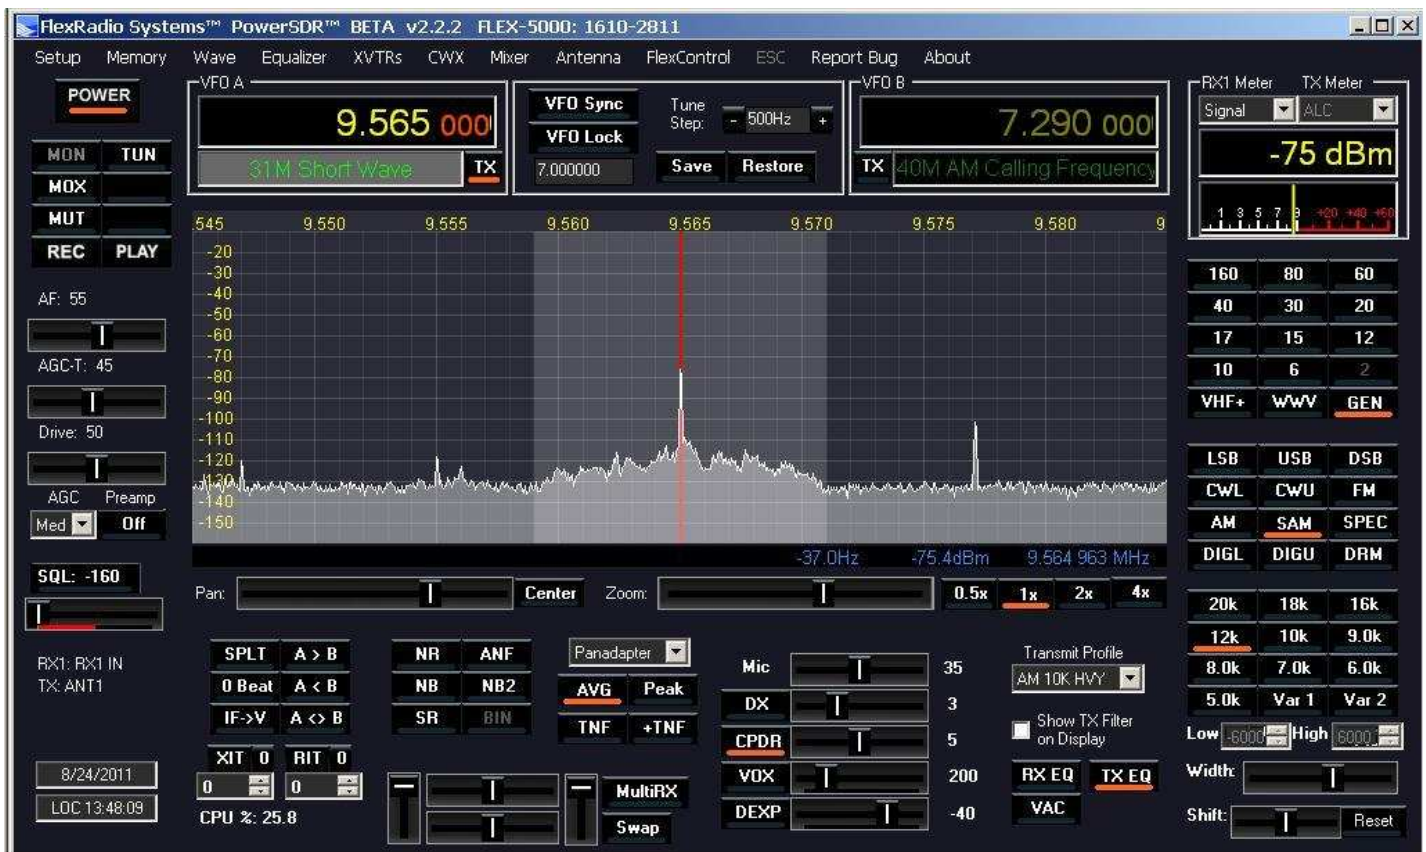 FlexRadio Systems™ PowerSDR™ BETA v2.2.2 FLEX-5000: 1610-2811
Setup Memory Wave Equalizer XVTRs CWX Mixer Antenna FlexControl ESC Report Bug About
POWER
MON TUN
MOX
MUT
REC PLAY
AF: 55
AGC-T: 45
Drive: 50
AGC Preamp
Med Off
SQL: -160
RX1: RX1 IN
TX: ANT1
8/24/2011
LOC 13:48:09
VFO A
9.565 000
31M Short Wave TX
VFO Sync
VFO Lock
7.000000
Tune
Step: - 500Hz +
Save Restore
VFO B
7.290 000
TX 40M AM Calling Frequency
RX1 Meter TX Meter
Signal ALC
-75 dBm
1 3 5 7 9 +20 +40 +60
.545 9.550 9.555 9.560 9.565 9.570 9.575 9.580 9
-20
-30
-40
-50
-60
-70
-80
-90
-100
-110
-120
-130
-140
-150
-37.0Hz -75.4dBm 9.564 963 MHz
Pan: Center Zoom: 0.5x 1x 2x 4x
160 80 60
40 30 20
17 15 12
10 6 2
VHF+ WWV GEN
LSB USB DSB
CWL CWU FM
AM SAM SPEC
DIGL DIGU DRM
20k 18k 16k
12k 10k 9.0k
8.0k 7.0k 6.0k
5.0k Var 1 Var 2
Low -6000 High 6000
Width:
Shift: Reset
SPLT A > B
0 Beat A < B
IF->V A <> B
XIT 0 RIT 0
0 0
CPU %: 25.8
NR ANF
NB NB2
SR BIN
Panadapter
AVG Peak
TNF +TNF
MultiRX
Swap
Mic 35
DX 3
CPDR 5
VOX 200
DEXP -40
Transmit Profile
AM 10K HVY
Show TX Filter
on Display
RX EQ TX EQ
VAC